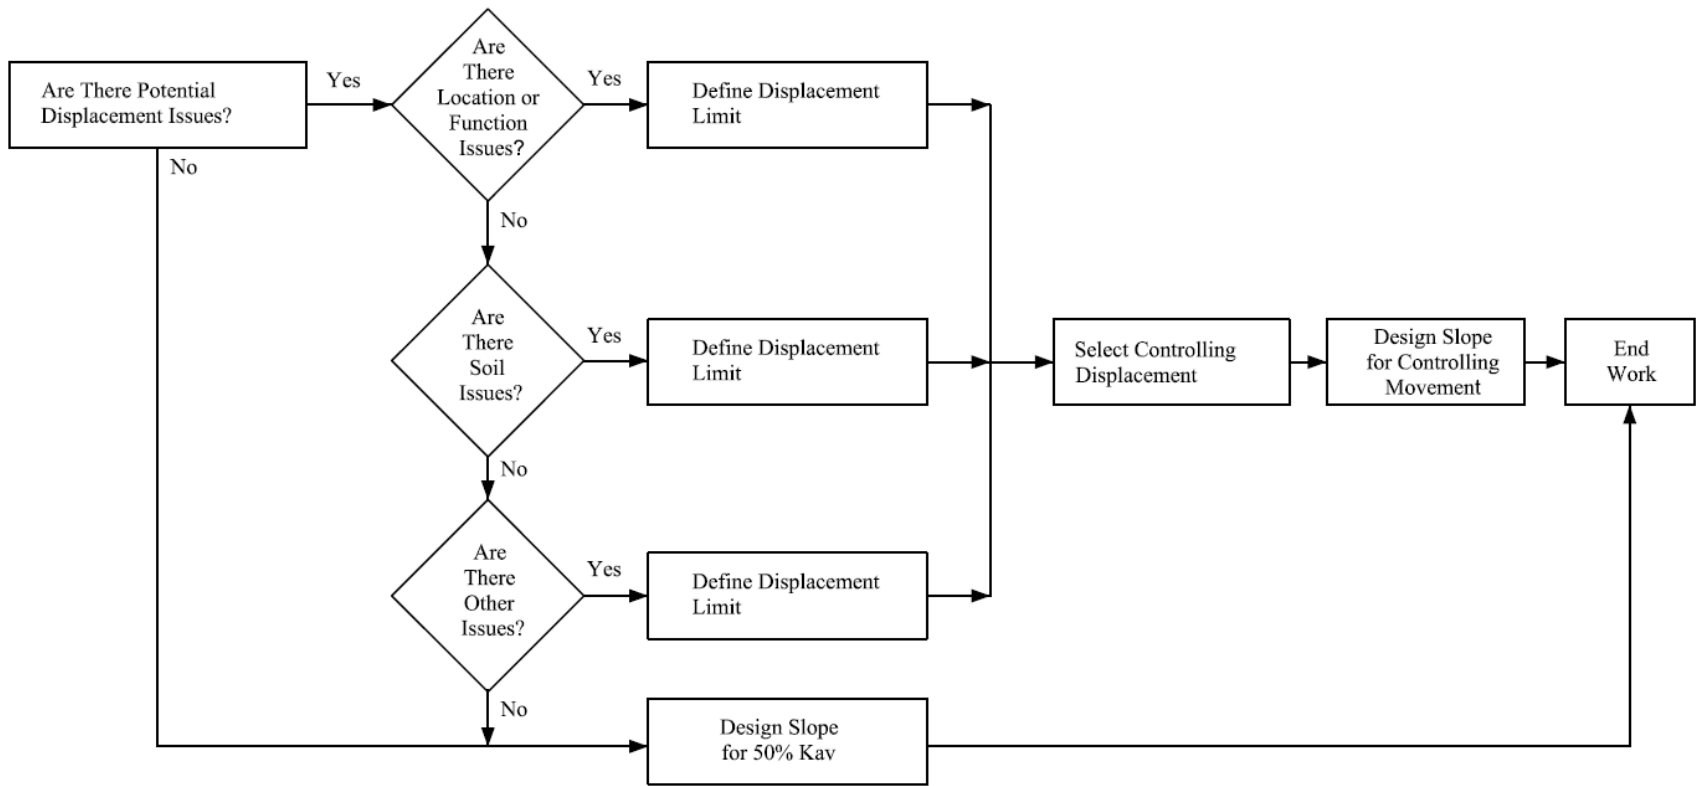 Are There Potential
Displacement Issues?
Yes
No
Are
There
Location or
Function
Issues?
Yes
No
Define Displacement
Limit
Are
There
Soil
Issues?
Yes
No
Define Displacement
Limit
Select Controlling
Displacement
Design Slope
for Controlling
Movement
End
Work
Are
There
Other
Issues?
Yes
No
Define Displacement
Limit
Design Slope
for 50% Kav